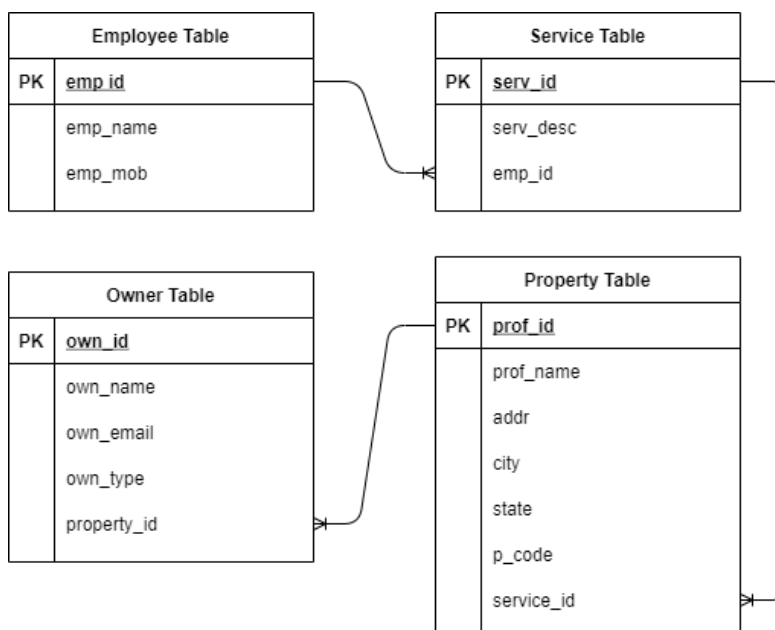 Employee Table
PK emp id
emp_name
emp_mob
Service Table
PK serv_id
serv_desc
emp_id
Owner Table
PK own_id
own_name
own_email
own_type
property_id
Property Table
PK prof_id
prof_name
addr
city
state
p_code
service_id